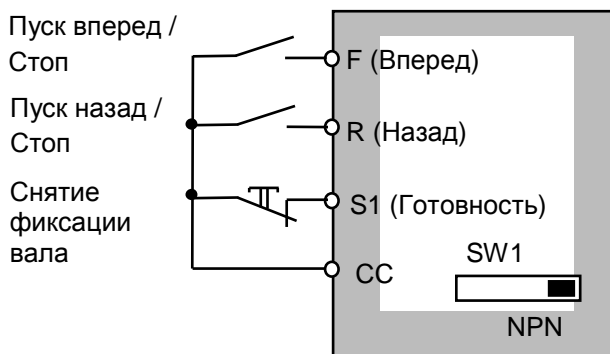 Пуск вперед /
Стоп
F (Вперед)
Пуск назад /
Стоп
R (Назад)
Снятие
фиксации
вала
S1 (Готовность)
CC
SW1
NPN